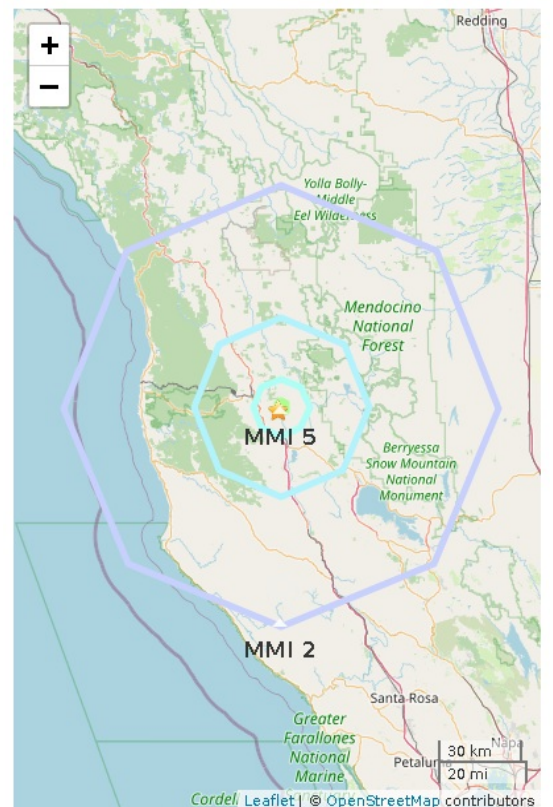 Redding
+
−
Yolla Bolly-
Middle
Eel Wilderness
Mendocino
National
Forest
MMI 5
Berryessa
Snow Mountain
National
Monument
MMI 2
Santa Rosa
Greater
Farallones
National
Marine
Napa
30 km
Petaluma
20 mi
Leaflet | © OpenStreetMap contributors